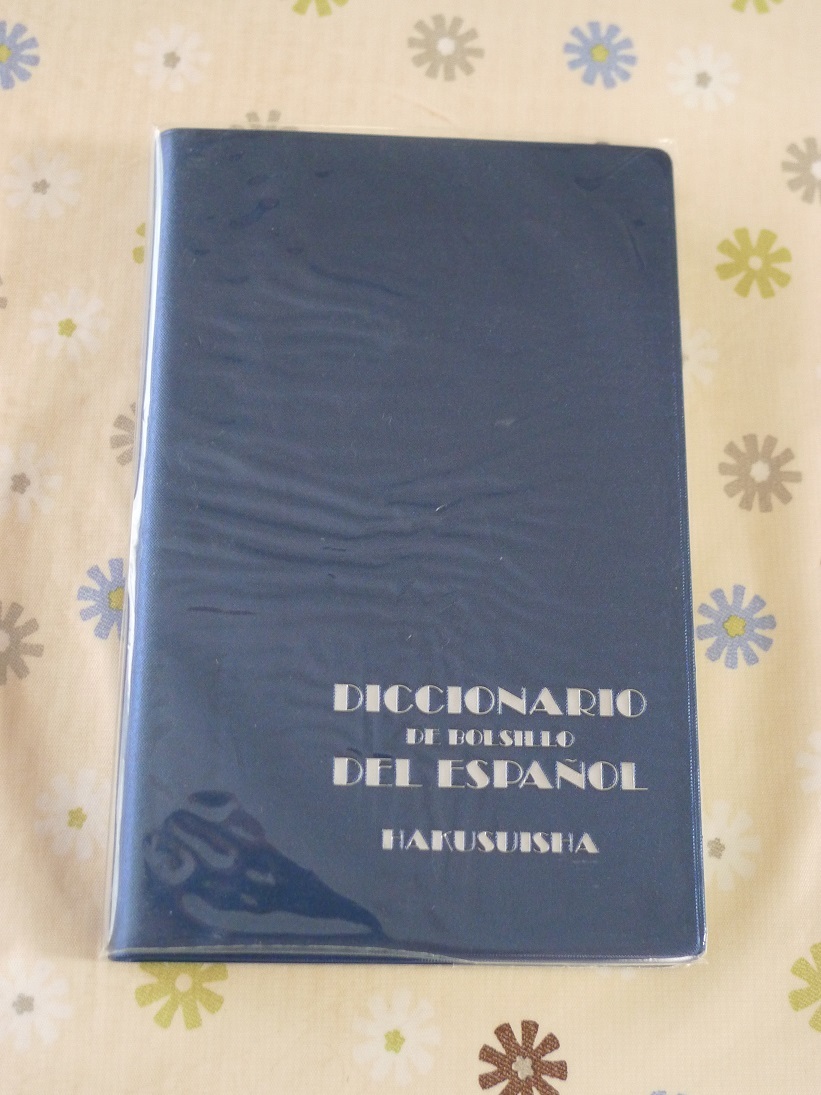 DICCIONARIO
DE BOLSILLO
DEL ESPAÑOL
HAKUSUISHA